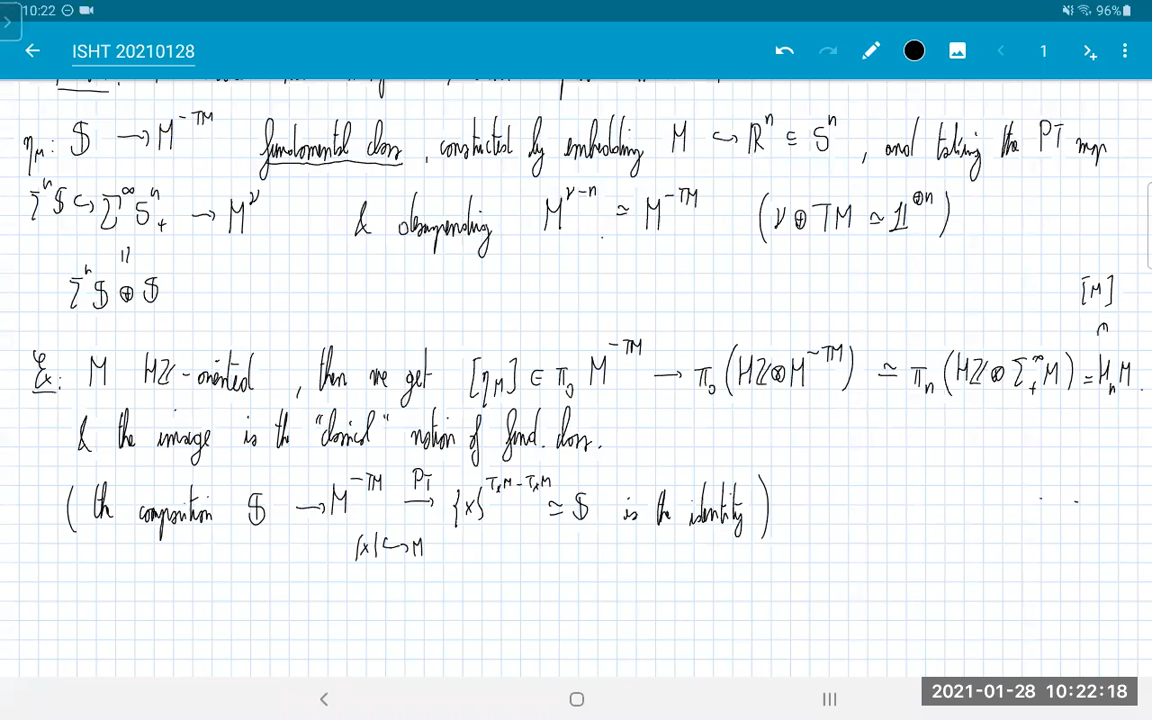 10:22 96%
ISHT 20210128 1
η_M : $ → M^{-TM} fundamental class, constructed by embedding M ↪ ℝ^n ⊆ S^n, and taking the PT map
Σ^n $ ↪ Σ^∞ S^n_+ → M^ν & desuspending M^{ν-n} ≃ M^{-TM} (ν ⊕ TM ≃ 1^{⊕n})
||
Σ^n $ ⊕ $
[M]
Ex: M Hℤ-oriented, then we get [η_M] ∈ π_0 M^{-TM} → π_0 (Hℤ ⊗ M^{-TM}) ≃ π_n (Hℤ ⊗ Σ^∞_+ M) = H_n M.
& the image is the "classical" notion of fund. class.
(the composition $ → M^{-TM} PT→ {x}^{T_xM - T_xM} ≃ $ is the identity)
{x} ↪ M
2021-01-28 10:22:18